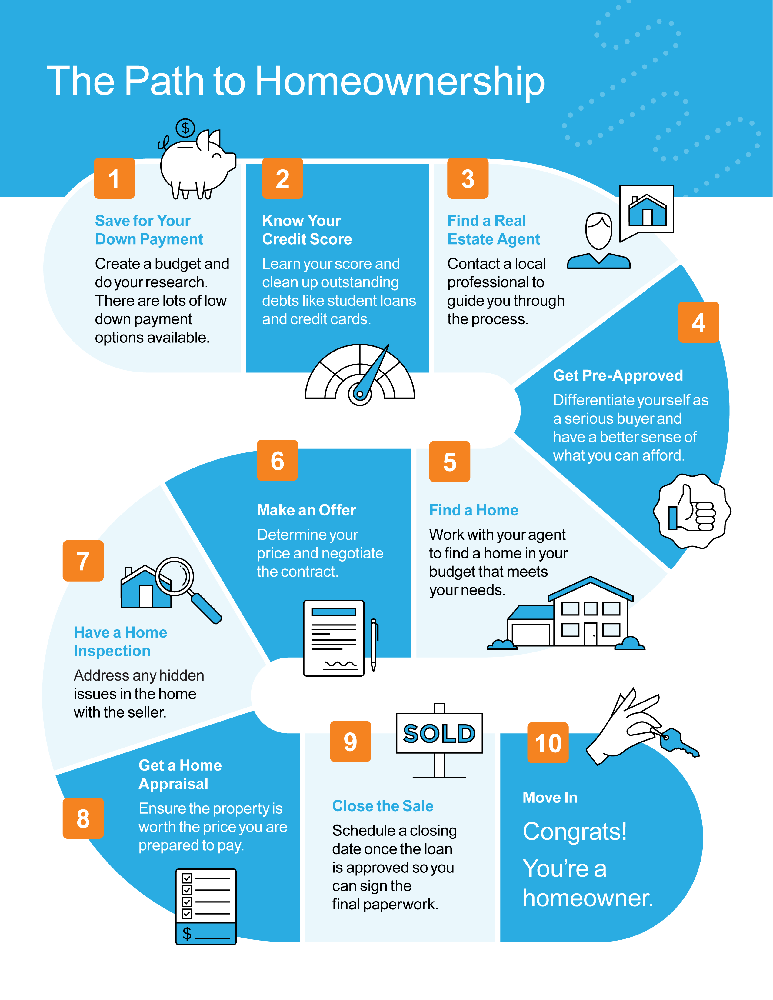 The Path to Homeownership
$
1
Save for Your
Down Payment
Create a budget and
do your research.
There are lots of low
down payment
options available.
2
Know Your
Credit Score
Learn your score and
clean up outstanding
debts like student loans
and credit cards.
3
Find a Real
Estate Agent
Contact a local
professional to
guide you through
the process.
4
Get Pre-Approved
Differentiate yourself as
a serious buyer and
have a better sense of
what you can afford.
5
Find a Home
Work with your agent
to find a home in your
budget that meets
your needs.
6
Make an Offer
Determine your
price and negotiate
the contract.
7
Have a Home
Inspection
Address any hidden
issues in the home
with the seller.
8
Get a Home
Appraisal
Ensure the property is
worth the price you are
prepared to pay.
$
9
SOLD
Close the Sale
Schedule a closing
date once the loan
is approved so you
can sign the
final paperwork.
10
Move In
Congrats!
You’re a
homeowner.